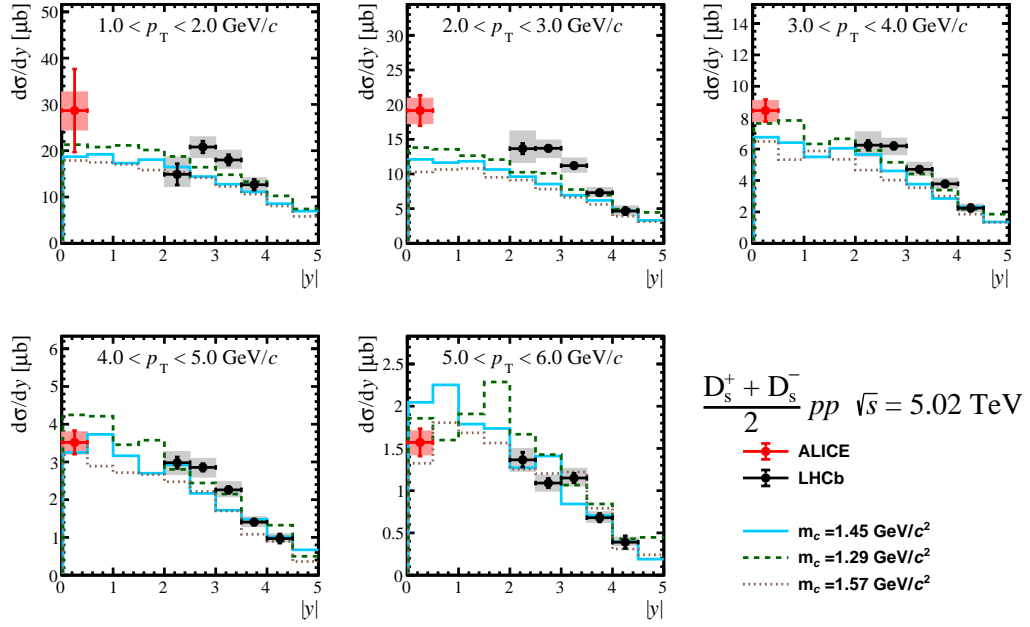 1.0 < p_T < 2.0 GeV/c
dσ/dy [μb]
50
40
30
20
10
0
0 1 2 3 4 5
|y|
2.0 < p_T < 3.0 GeV/c
dσ/dy [μb]
35
30
25
20
15
10
5
0
0 1 2 3 4 5
|y|
3.0 < p_T < 4.0 GeV/c
dσ/dy [μb]
14
12
10
8
6
4
2
0
0 1 2 3 4 5
|y|
4.0 < p_T < 5.0 GeV/c
dσ/dy [μb]
6
5
4
3
2
1
0
0 1 2 3 4 5
|y|
5.0 < p_T < 6.0 GeV/c
dσ/dy [μb]
2.5
2
1.5
1
0.5
0
0 1 2 3 4 5
|y|
(D_s^+ + D_s^-)/2 pp √s = 5.02 TeV
ALICE
LHCb
m_c =1.45 GeV/c²
m_c =1.29 GeV/c²
m_c =1.57 GeV/c²